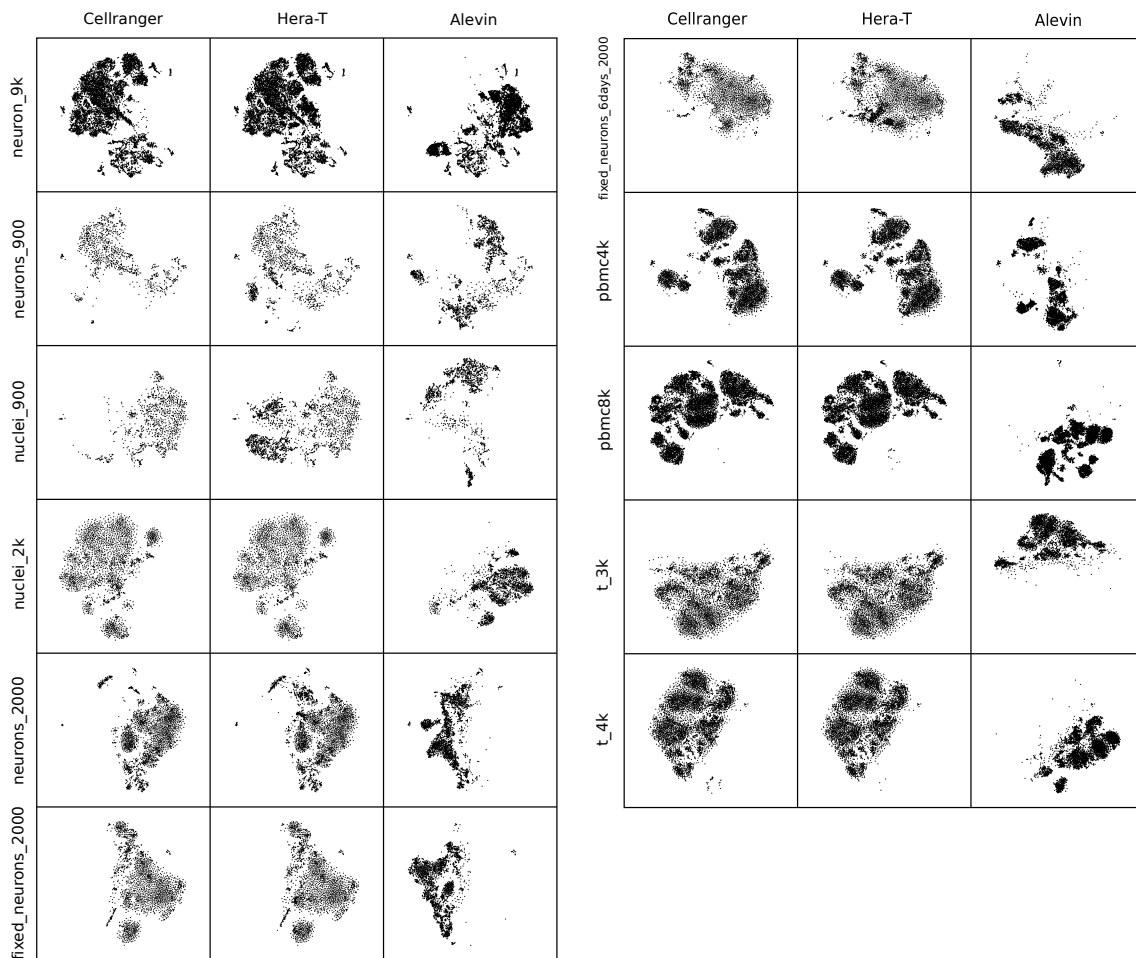 Cellranger Hera-T Alevin
neuron_9k
neurons_900
nuclei_900
nuclei_2k
neurons_2000
fixed_neurons_2000
Cellranger Hera-T Alevin
fixed_neurons_6days_2000
pbmc4k
pbmc8k
t_3k
t_4k